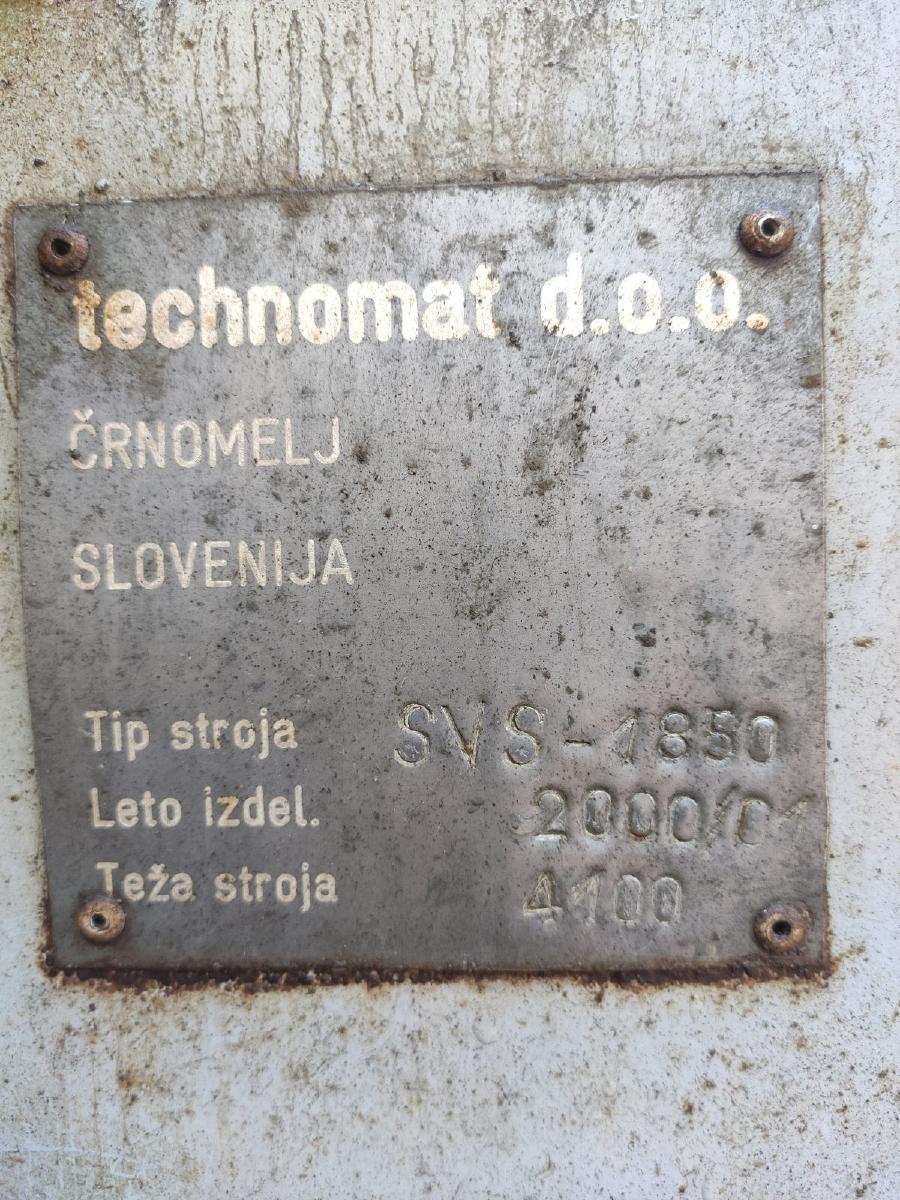 technomat d.o.o.
ČRNOMELJ
SLOVENIJA
Tip stroja SVS-1850
Leto izdel. 2000/01
Teža stroja 4100